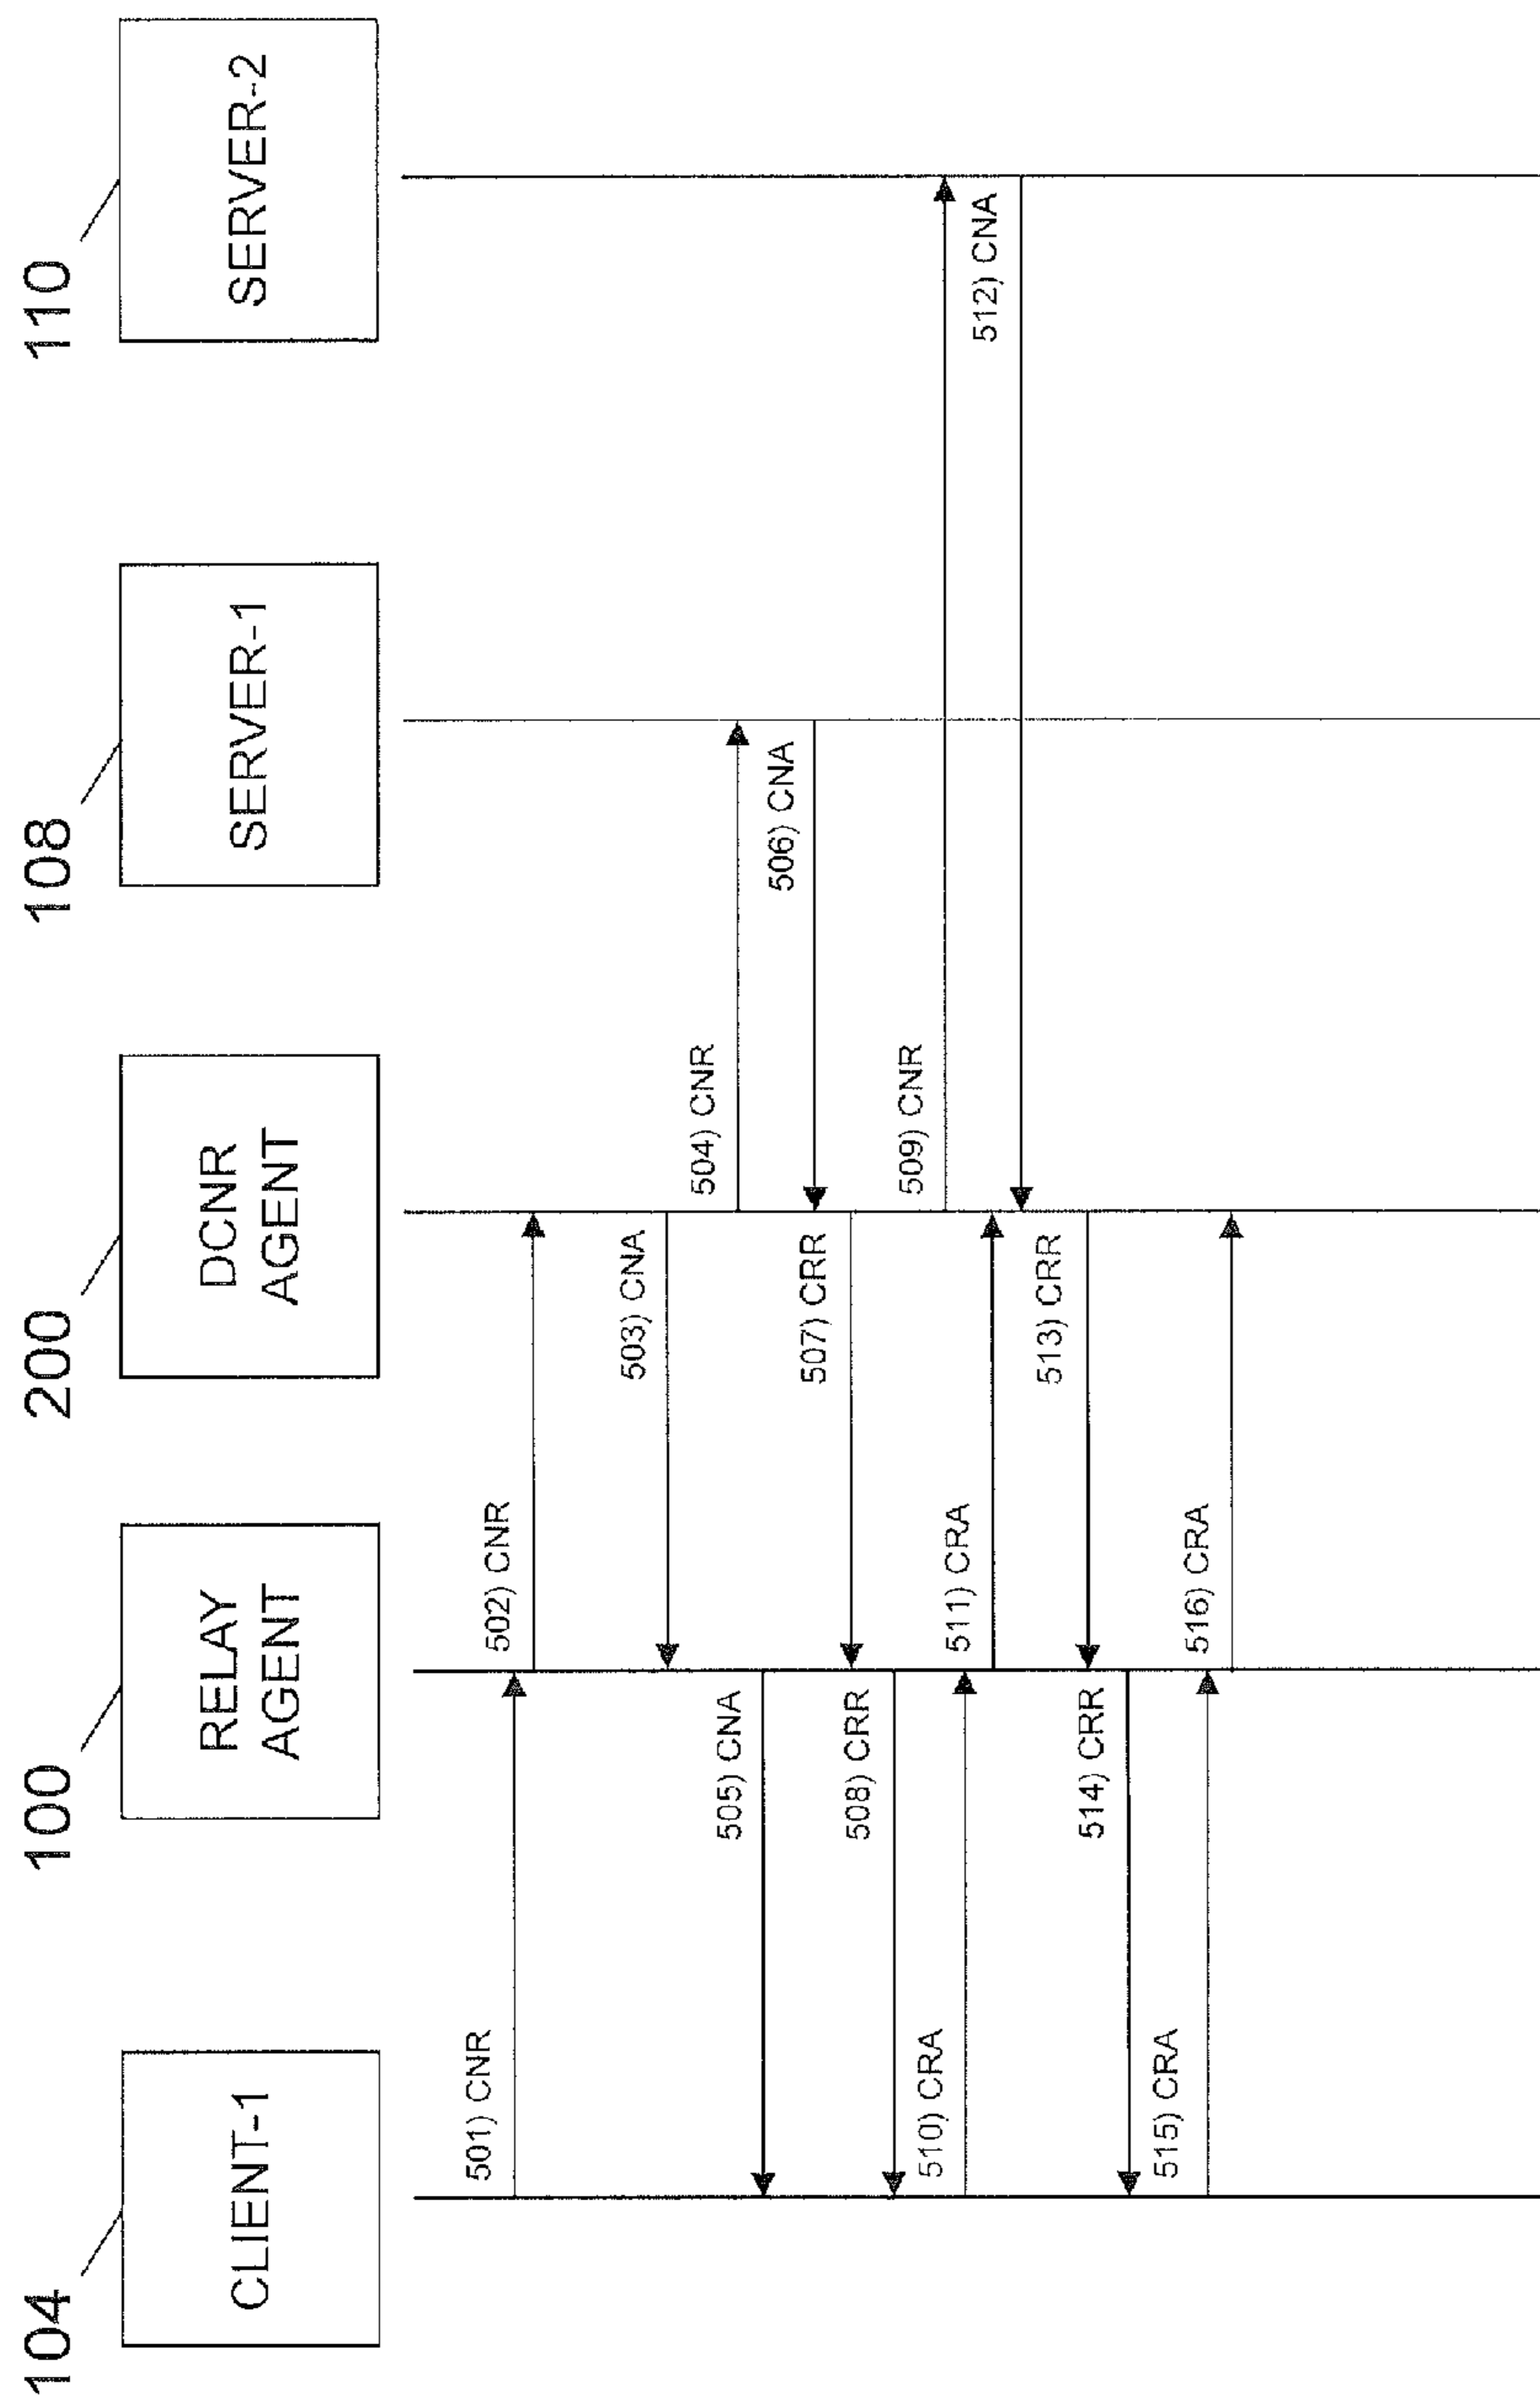 104
CLIENT-1
100
RELAY
AGENT
200
DCNR
AGENT
108
SERVER-1
110
SERVER-2
501) CNR
502) CNR
503) CNA
504) CNR
505) CNA
506) CNA
507) CRR
508) CRR
509) CNR
510) CRA
511) CRA
512) CNA
513) CRR
514) CRR
515) CRA
516) CRA